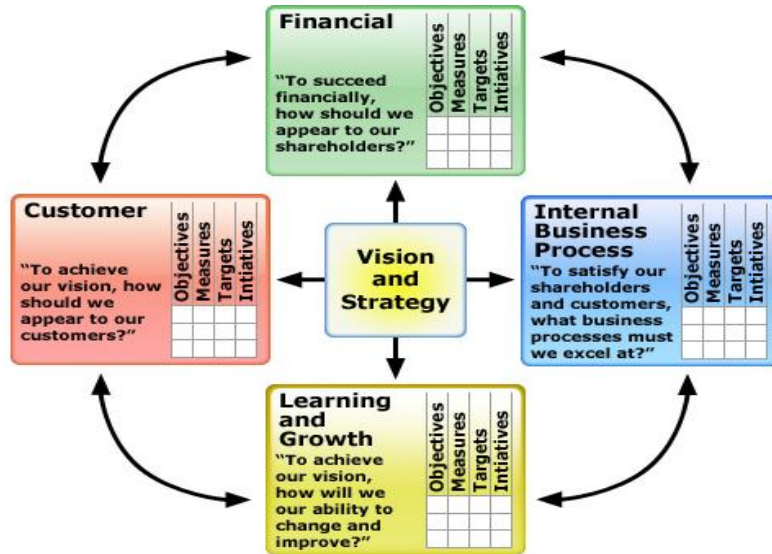 Financial
"To succeed
financially,
how should we
appear to our
shareholders?"
Objectives
Measures
Targets
Intiatives
Customer
"To achieve
our vision, how
should we
appear to our
customers?"
Objectives
Measures
Targets
Intiatives
Vision
and
Strategy
Internal
Business
Process
"To satisfy our
shareholders
and customers,
what business
processes must
we excel at?"
Objectives
Measures
Targets
Intiatives
Learning
and
Growth
"To achieve
our vision,
how will we
our ability to
change and
improve?"
Objectives
Measures
Targets
Intiatives